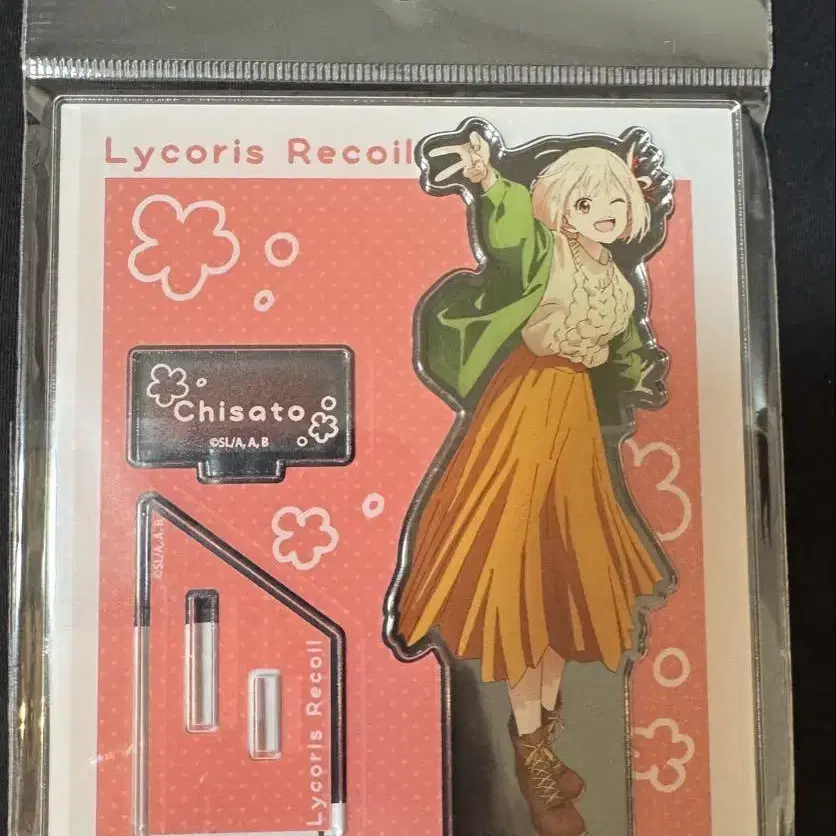 Lycoris Recoil
Chisato
©SL/A, A, B
©SL/A, A, B
Lycoris Recoil